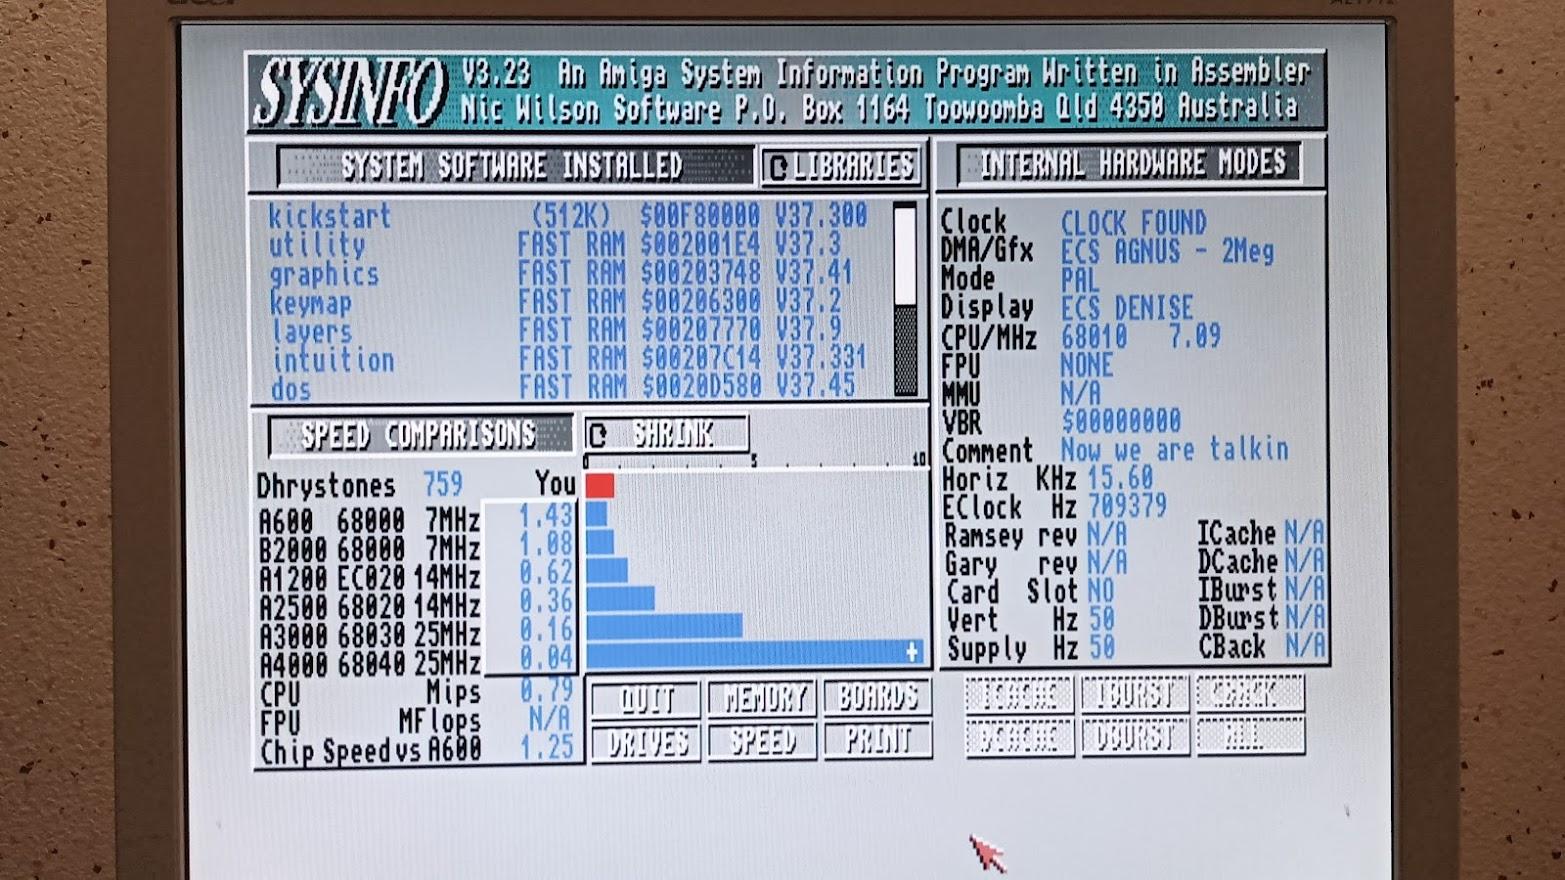 acer
SYSINFO V3.23 An Amiga System Information Program Written in Assembler
Nic Wilson Software P.O. Box 1164 Toowoomba Qld 4350 Australia
SYSTEM SOFTWARE INSTALLED LIBRARIES
kickstart (512K) $00F80000 V37.300
utility FAST RAM $002001E4 V37.3
graphics FAST RAM $00203748 V37.41
keymap FAST RAM $00206300 V37.2
layers FAST RAM $00207770 V37.9
intuition FAST RAM $00207C14 V37.331
dos FAST RAM $0020D580 V37.45
INTERNAL HARDWARE MODES
Clock CLOCK FOUND
DMA/Gfx ECS AGNUS - 2Meg
Mode PAL
Display ECS DENISE
CPU/MHz 68010 7.09
FPU NONE
MMU N/A
VBR $00000000
Comment Now we are talkin
Horiz KHz 15.60
EClock Hz 709379
Ramsey rev N/A ICache N/A
Gary rev N/A DCache N/A
Card Slot NO IBurst N/A
Vert Hz 50 DBurst N/A
Supply Hz 50 CBack N/A
SPEED COMPARISONS SHRINK
0 5 10
Dhrystones 759 You
A600 68000 7MHz 1.43
B2000 68000 7MHz 1.08
A1200 EC020 14MHz 0.62
A2500 68020 14MHz 0.36
A3000 68030 25MHz 0.16
A4000 68040 25MHz 0.04 +
CPU Mips 0.79
FPU MFlops N/A
Chip Speed vs A600 1.25
QUIT MEMORY BOARDS
DRIVES SPEED PRINT
ICACHE IBURST CBACK
DCACHE DBURST ALL